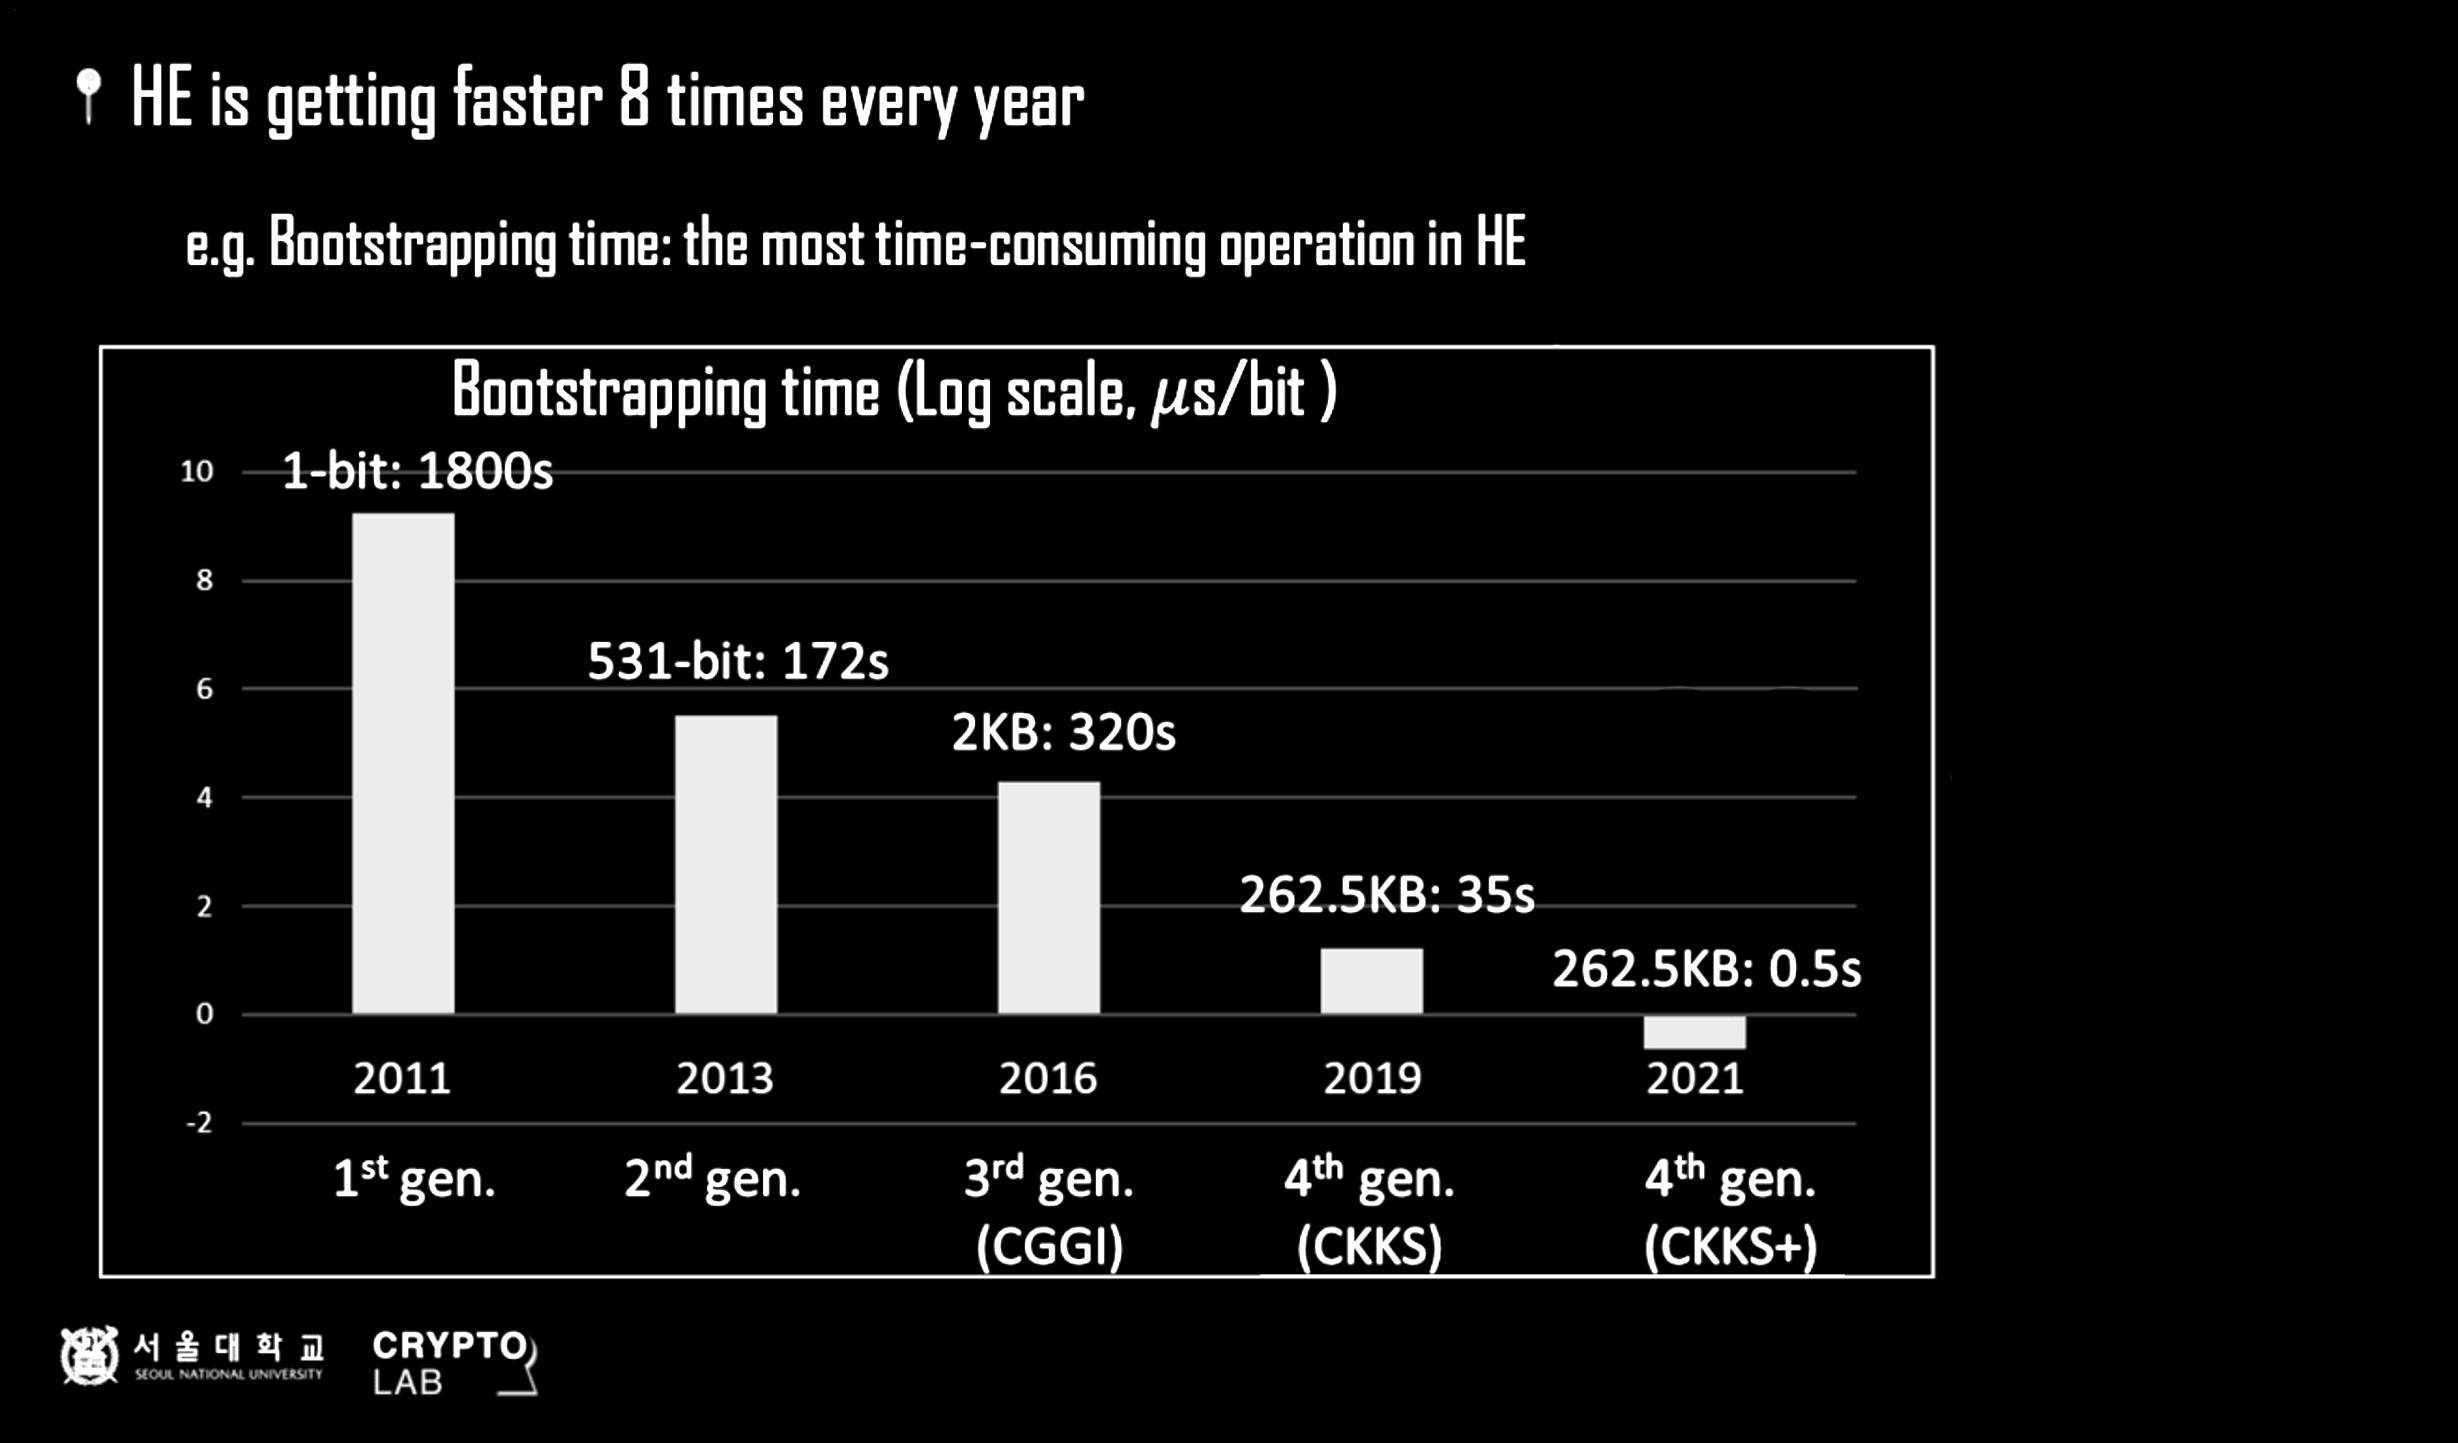 HE is getting faster 8 times every year
e.g. Bootstrapping time: the most time-consuming operation in HE
Bootstrapping time (Log scale, μs/bit )
10
1-bit: 1800s
8
531-bit: 172s
6
2KB: 320s
4
262.5KB: 35s
2
262.5KB: 0.5s
0
2011 2013 2016 2019 2021
-2
1st gen. 2nd gen. 3rd gen. 4th gen. 4th gen.
(CGGI) (CKKS) (CKKS+)
서울대학교
SEOUL NATIONAL UNIVERSITY
CRYPTO
LAB